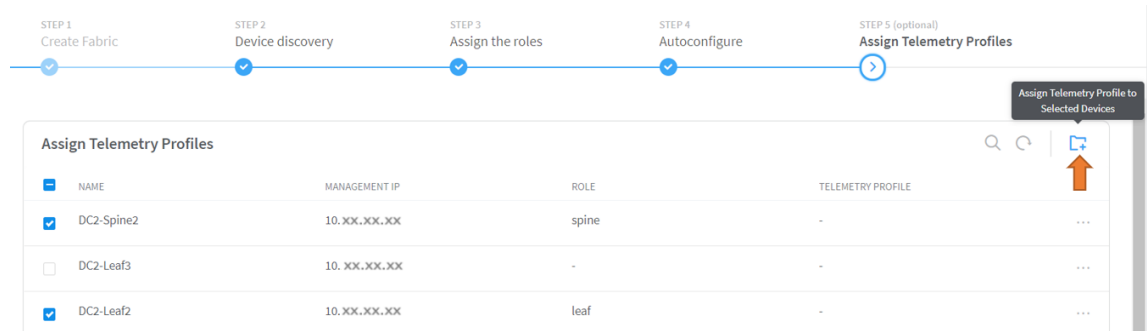 STEP 1
Create Fabric
STEP 2
Device discovery
STEP 3
Assign the roles
STEP 4
Autoconfigure
STEP 5 (optional)
Assign Telemetry Profiles
Assign Telemetry Profile to
Selected Devices
Assign Telemetry Profiles
NAME MANAGEMENT IP ROLE TELEMETRY PROFILE
DC2-Spine2 10.XX.XX.XX spine -
DC2-Leaf3 10. XX.XX.XX - -
DC2-Leaf2 10.XX.XX.XX leaf -